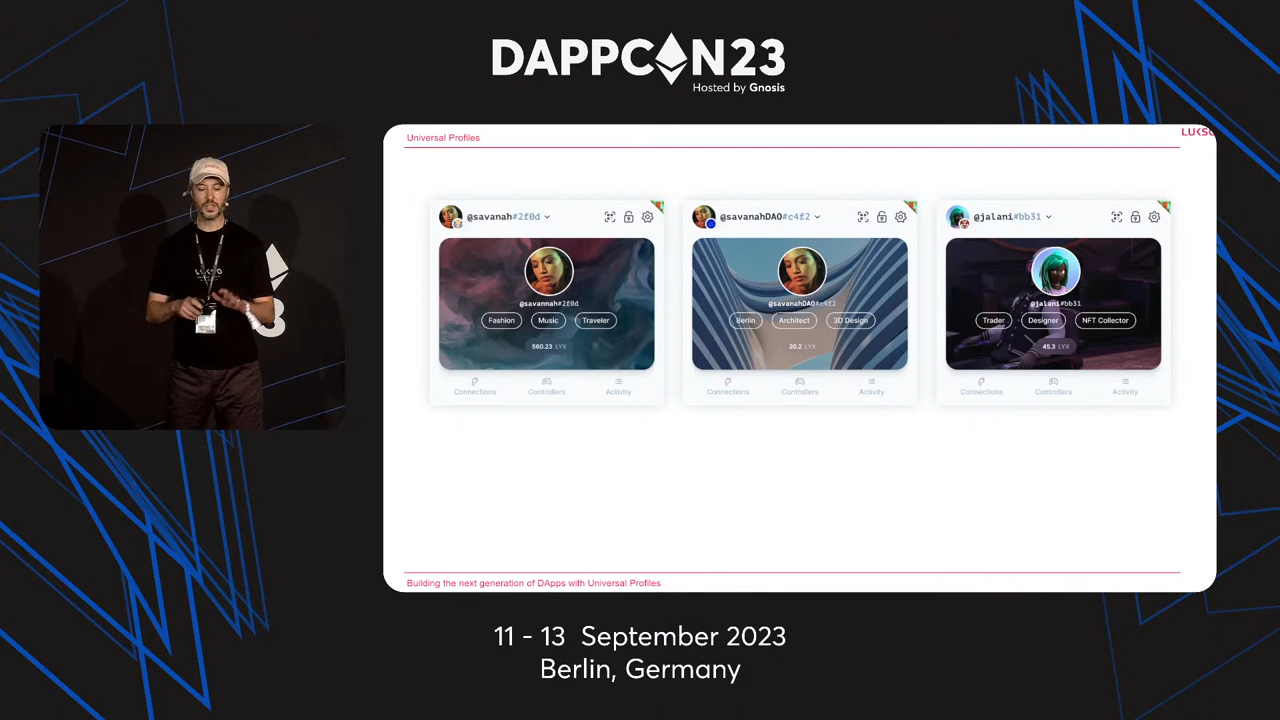 DAPPCON23
Hosted by Gnosis
Universal Profiles
LUKSO
@savanah#2f0d
@savannah#2f0d
Fashion
Music
Traveler
560.23 LYX
Connections
Controllers
Activity
@savanahDAO#c4f2
@savanahDAO#c4f2
Berlin
Architect
3D Design
20.2 LYX
Connections
Controllers
Activity
@jalani#bb31
@jalani#bb31
Trader
Designer
NFT Collector
45.3 LYX
Connections
Controllers
Activity
Building the next generation of DApps with Universal Profiles
LUKSO
3
11 - 13 September 2023
Berlin, Germany